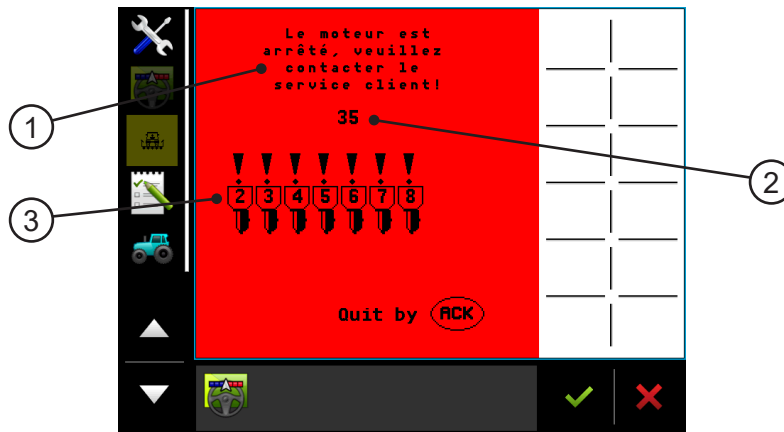 Le moteur est
arrêté, veuillez
contacter le
service client!
35
2 3 4 5 6 7 8
Quit by ACK
1
2
3